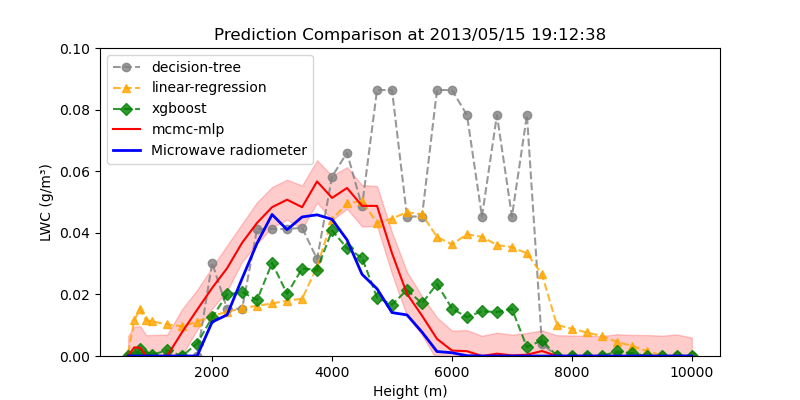 Prediction Comparison at 2013/05/15 19:12:38
0.10
0.08
0.06
0.04
0.02
0.00
LWC (g/m³)
decision-tree
linear-regression
xgboost
mcmc-mlp
Microwave radiometer
2000 4000 6000 8000 10000
Height (m)